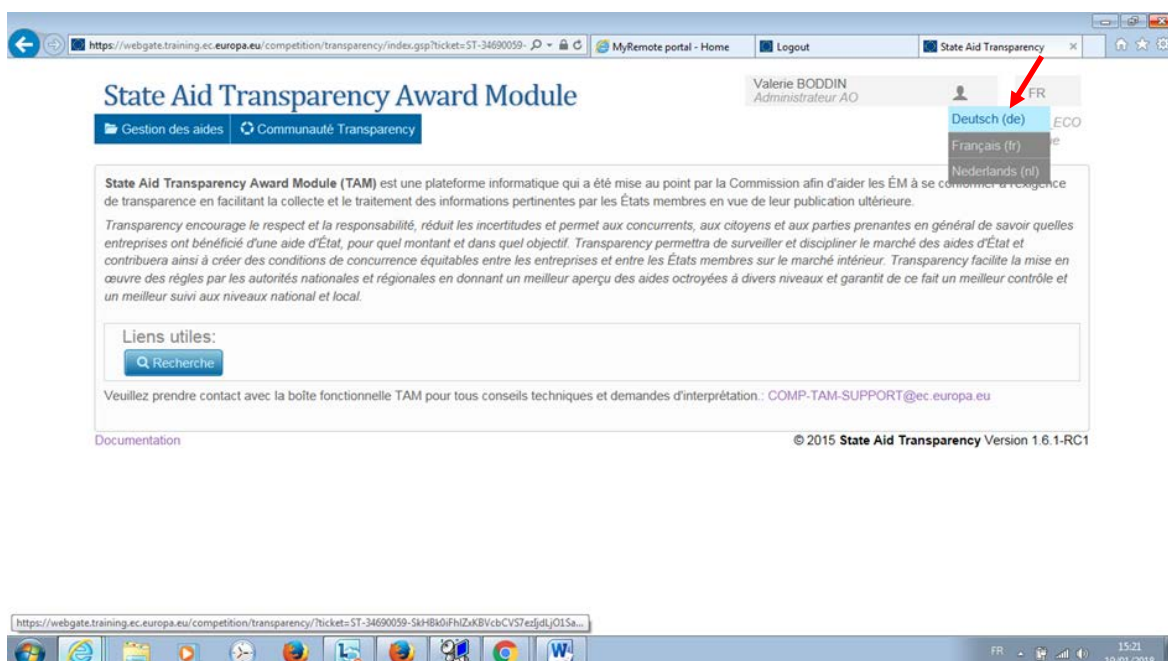 https://webgate.training.ec.europa.eu/competition/transparency/index.gsp?ticket=ST-34690059-
MyRemote portal - Home
Logout
State Aid Transparency
State Aid Transparency Award Module
Valerie BODDIN
Administrateur AO
FR
Gestion des aides
Communauté Transparency
Deutsch (de)
_ECO
Français (fr)
Nederlands (nl)
State Aid Transparency Award Module (TAM) est une plateforme informatique qui a été mise au point par la Commission afin d'aider les ÉM à se conformer à l'exigence
de transparence en facilitant la collecte et le traitement des informations pertinentes par les États membres en vue de leur publication ultérieure.
Transparency encourage le respect et la responsabilité, réduit les incertitudes et permet aux concurrents, aux citoyens et aux parties prenantes en général de savoir quelles
entreprises ont bénéficié d'une aide d'État, pour quel montant et dans quel objectif. Transparency permettra de surveiller et discipliner le marché des aides d'État et
contribuera ainsi à créer des conditions de concurrence équitables entre les entreprises et entre les États membres sur le marché intérieur. Transparency facilite la mise en
œuvre des règles par les autorités nationales et régionales en donnant un meilleur aperçu des aides octroyées à divers niveaux et garantit de ce fait un meilleur contrôle et
un meilleur suivi aux niveaux national et local.
Liens utiles:
Recherche
Veuillez prendre contact avec la boîte fonctionnelle TAM pour tous conseils techniques et demandes d'interprétation.: COMP-TAM-SUPPORT@ec.europa.eu
Documentation
© 2015 State Aid Transparency Version 1.6.1-RC1
FR
15:21
10/01/2018